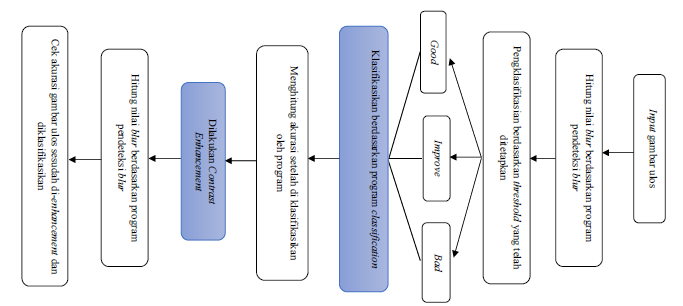 Input gambar ulos
Hitung nilai blur berdasarkan program
pendeteksi blur
Pengklasifikasian berdasarkan threshold yang telah
ditetapkan
Good
Improve
Bad
Klasifikasikan berdasarkan program classification
Menghitung akurasi setelah di klasifikasikan
oleh program
Dilakukan Contrast
Enhancement
Hitung nilai blur berdasarkan program
pendeteksi blur
Cek akurasi gambar ulos sesudah di-enhancement dan
diklasifikasikan